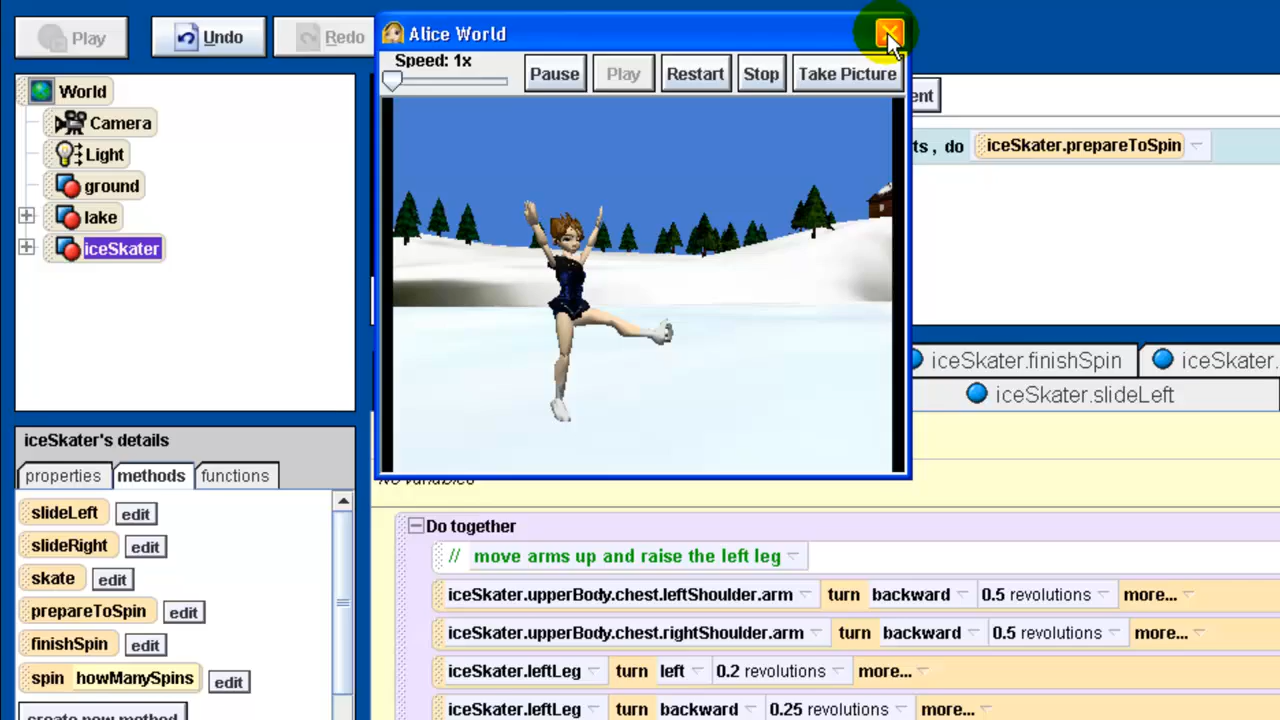 Play
Undo
Redo
World
Camera
Light
ground
lake
iceSkater
iceSkater's details
properties
methods
functions
slideLeft edit
slideRight edit
skate edit
prepareToSpin edit
finishSpin edit
spin howManySpins edit
create new method
Alice World
Speed: 1x
Pause
Play
Restart
Stop
Take Picture
ent
ts, do iceSkater.prepareToSpin
iceSkater.finishSpin
iceSkater.
iceSkater.slideLeft
No variables
Do together
// move arms up and raise the left leg
iceSkater.upperBody.chest.leftShoulder.arm turn backward 0.5 revolutions more...
iceSkater.upperBody.chest.rightShoulder.arm turn backward 0.5 revolutions more...
iceSkater.leftLeg turn left 0.2 revolutions more...
iceSkater.leftLeg turn backward 0.25 revolutions more...